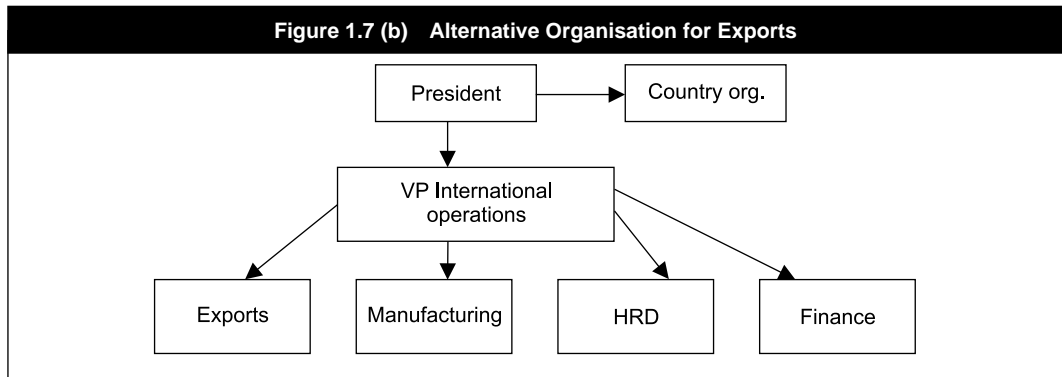 Figure 1.7 (b) Alternative Organisation for Exports
President
Country org.
VP International
operations
Exports
Manufacturing
HRD
Finance